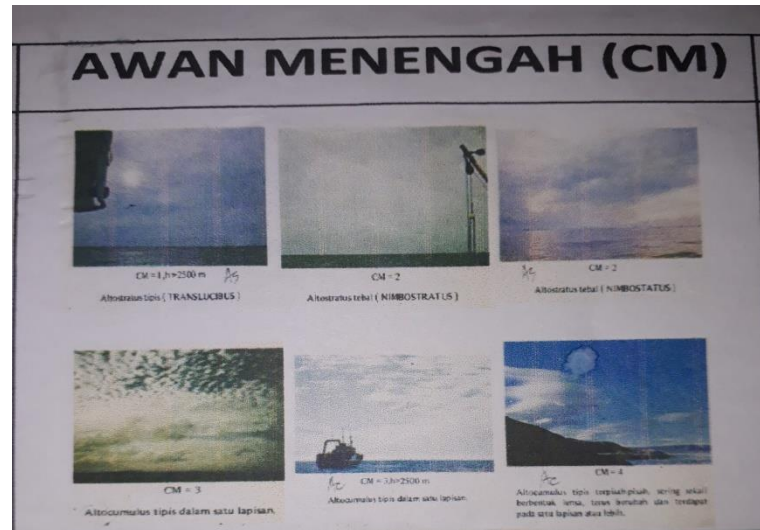 AWAN MENENGAH (CM)
CM = 1,h>2500 m As
Altostratus tipis ( TRANSLUCIBUS )
CM = 2
Altostratus tebal ( NIMBOSTRATUS )
As CM = 2
Altostratus tebal ( NIMBOSTATUS )
CM = 3
Altocumulus tipis dalam satu lapisan.
Ac CM = 3,h>2500 m
Altocumulus tipis dalam satu lapisan.
Ac CM = 4
Altocumulus tipis terpisah-pisah, sering sekali
berbentuk lensa, terus berubah dan terdapat
pada satu lapisan atau lebih.